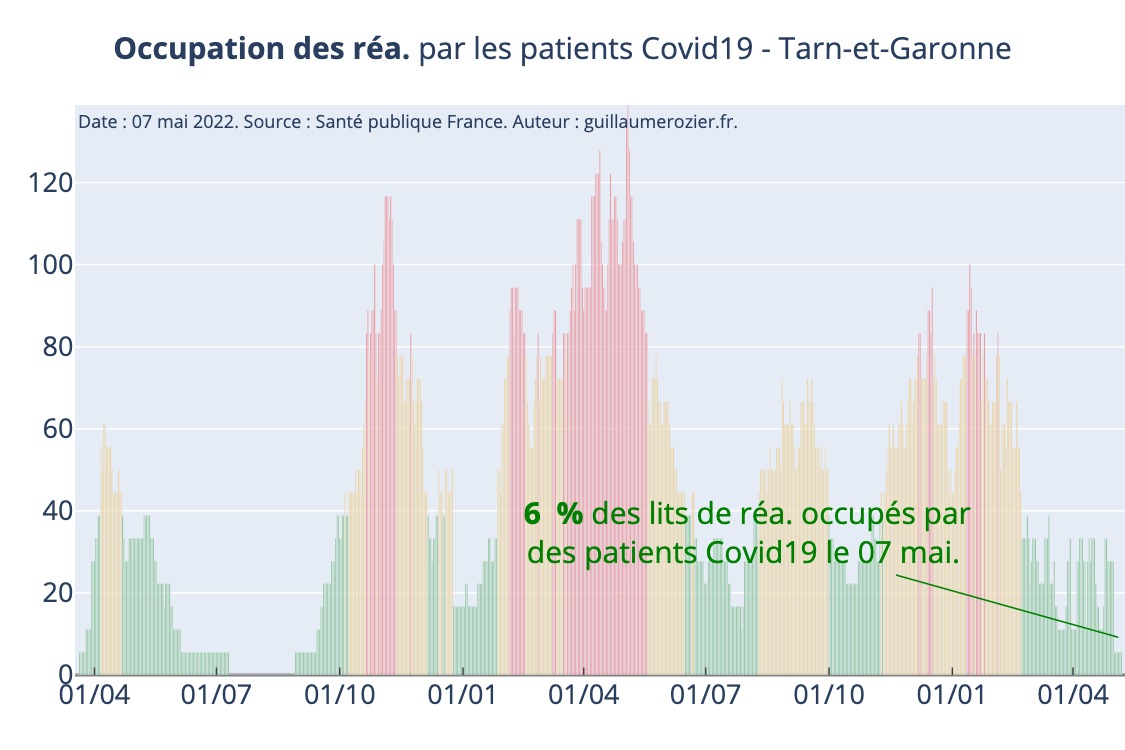 Occupation des réa. par les patients Covid19 - Tarn-et-Garonne
Date : 07 mai 2022. Source : Santé publique France. Auteur : guillaumerozier.fr.
120
100
80
60
40
20
0
6 % des lits de réa. occupés par
des patients Covid19 le 07 mai.
01/04 01/07 01/10 01/01 01/04 01/07 01/10 01/01 01/04